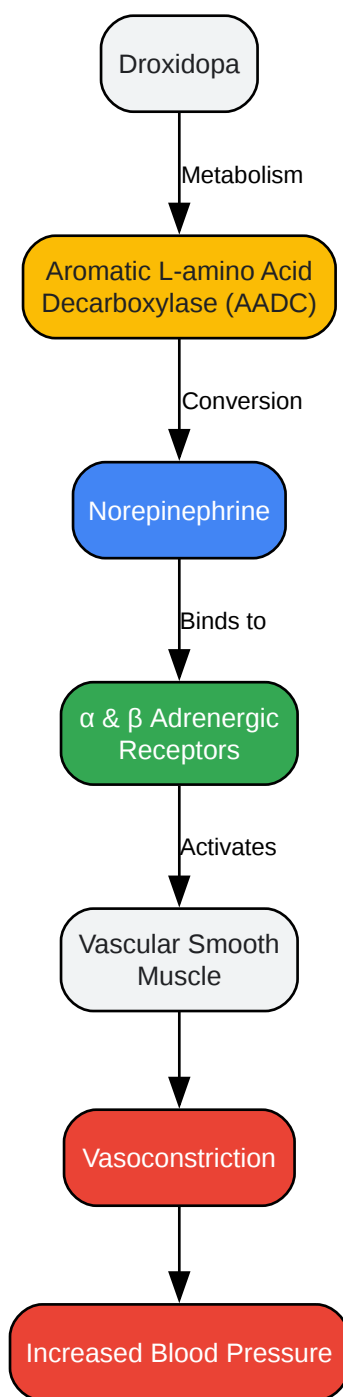 Droxidopa
Metabolism
Aromatic L-amino Acid
Decarboxylase (AADC)
Conversion
Norepinephrine
Binds to
α & β Adrenergic
Receptors
Activates
Vascular Smooth
Muscle
Vasoconstriction
Increased Blood Pressure